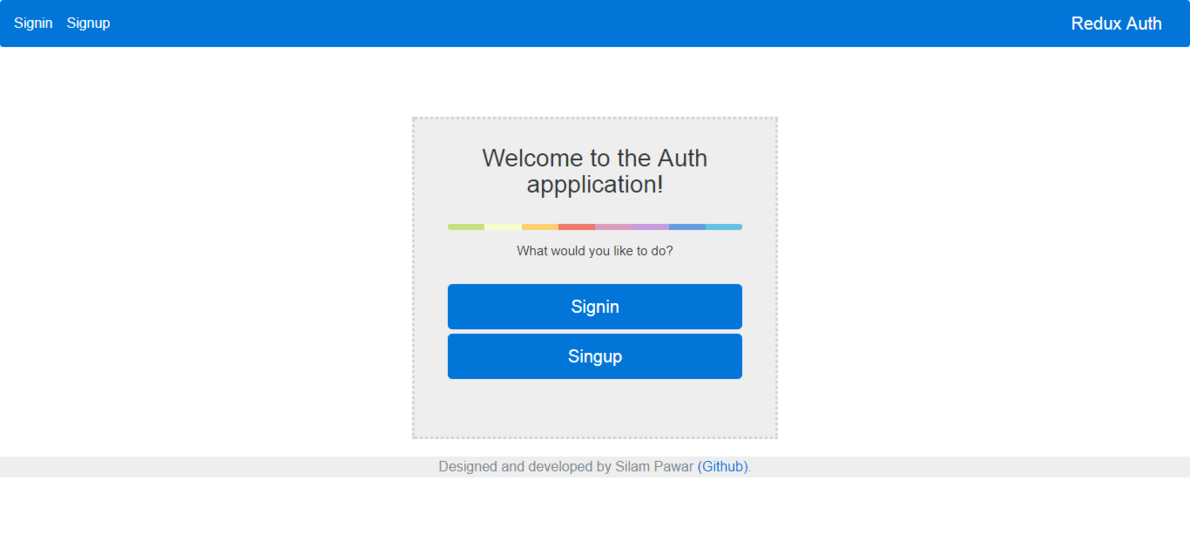 Signin Signup Redux Auth
Welcome to the Auth
appplication!
What would you like to do?
Signin
Singup
Designed and developed by Silam Pawar (Github).